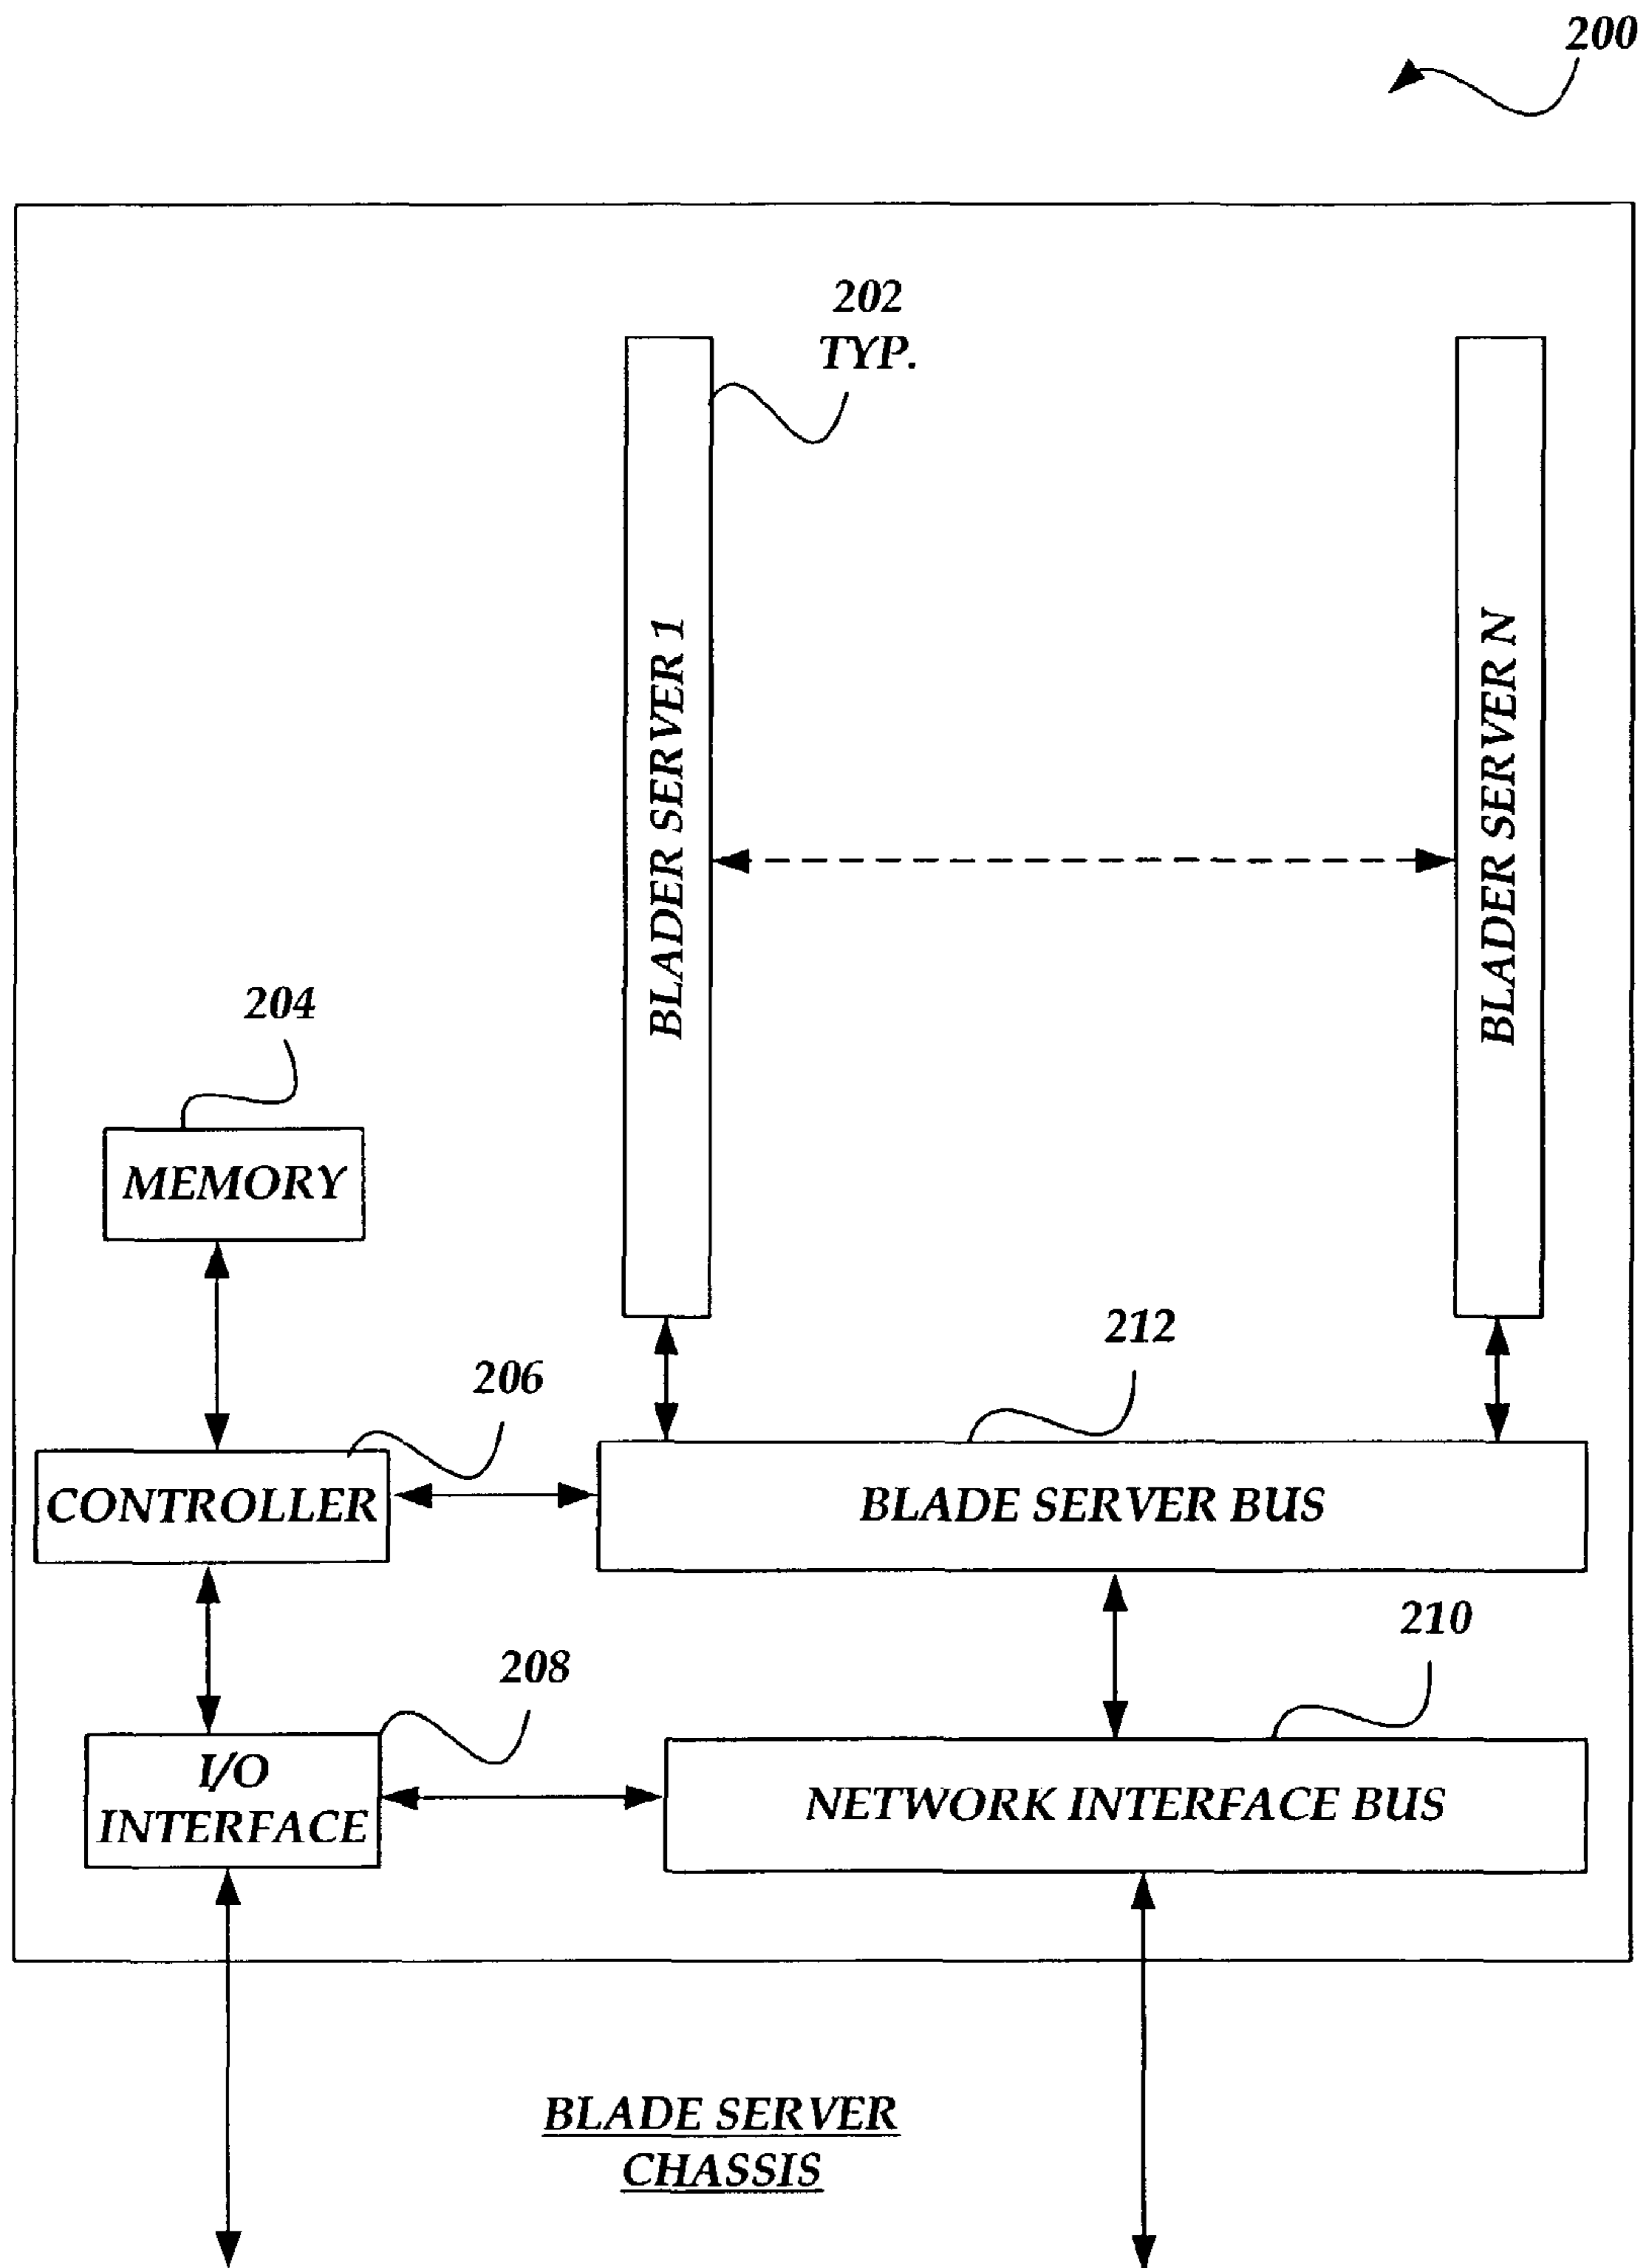 200
202
TYP.
BLADER SERVER 1
BLADER SERVER N
204
MEMORY
212
206
CONTROLLER
BLADE SERVER BUS
210
208
I/O
INTERFACE
NETWORK INTERFACE BUS
BLADE SERVER
CHASSIS